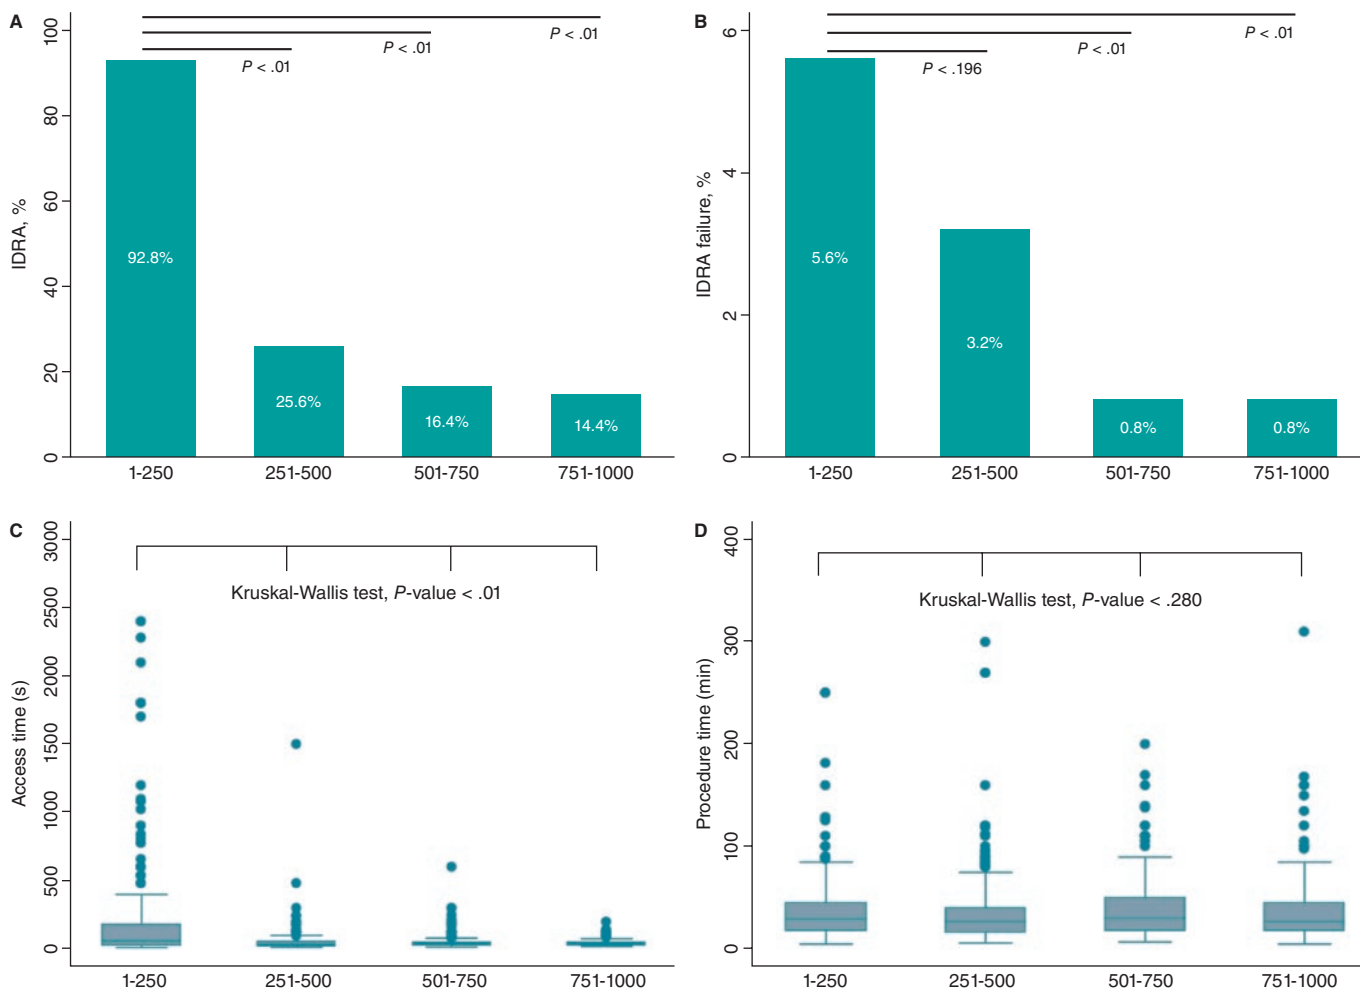 A
IDRA, %
100
80
60
40
20
0
P < .01
P < .01
P < .01
92.8%
25.6%
16.4%
14.4%
1-250
251-500
501-750
751-1000
B
IDRA failure, %
6
4
2
0
P < .196
P < .01
P < .01
5.6%
3.2%
0.8%
0.8%
1-250
251-500
501-750
751-1000
C
Access time (s)
3000
2500
2000
1500
1000
500
0
Kruskal-Wallis test, P-value < .01
1-250
251-500
501-750
751-1000
D
Procedure time (min)
400
300
200
100
0
Kruskal-Wallis test, P-value < .280
1-250
251-500
501-750
751-1000